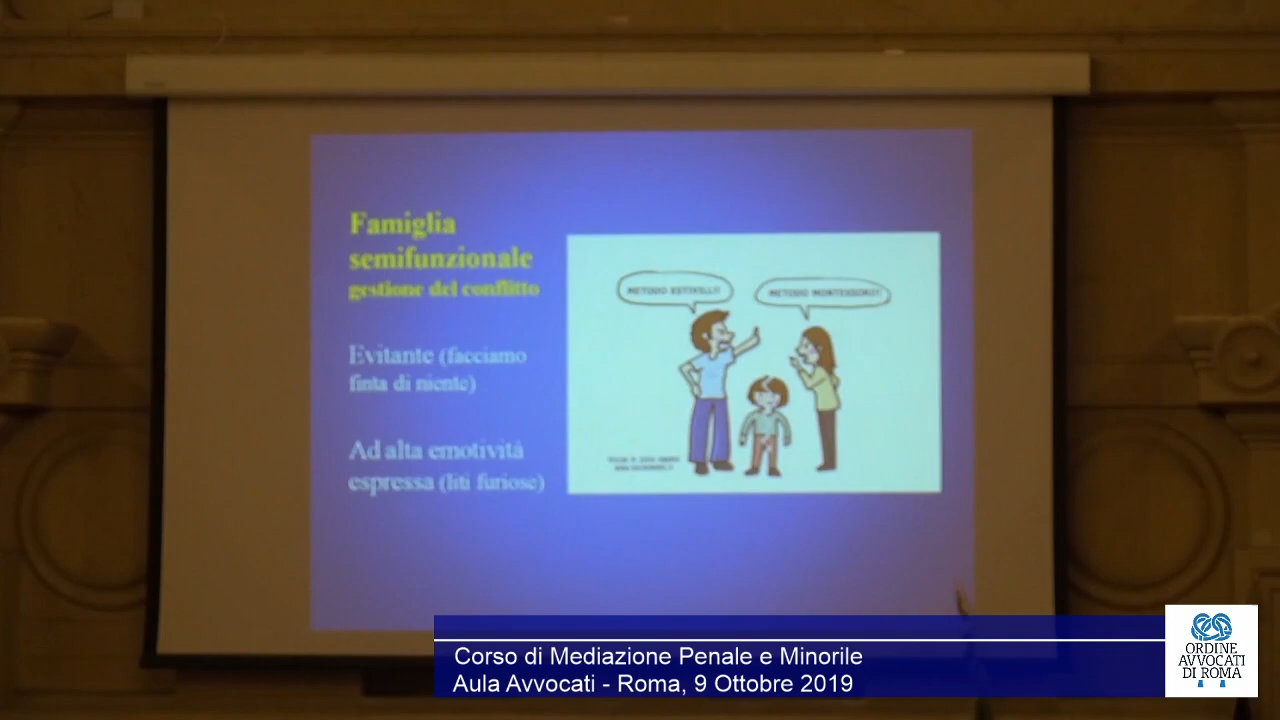 Famiglia
semifunzionale
gestione del conflitto
Evitante (facciamo
finta di niente)
Ad alta emotività
espressa (liti furiose)
METODO ESTIVILL!!
METODO MONTESSORI!!
Corso di Mediazione Penale e Minorile
Aula Avvocati - Roma, 9 Ottobre 2019
ORDINE
AVVOCATI
DI ROMA